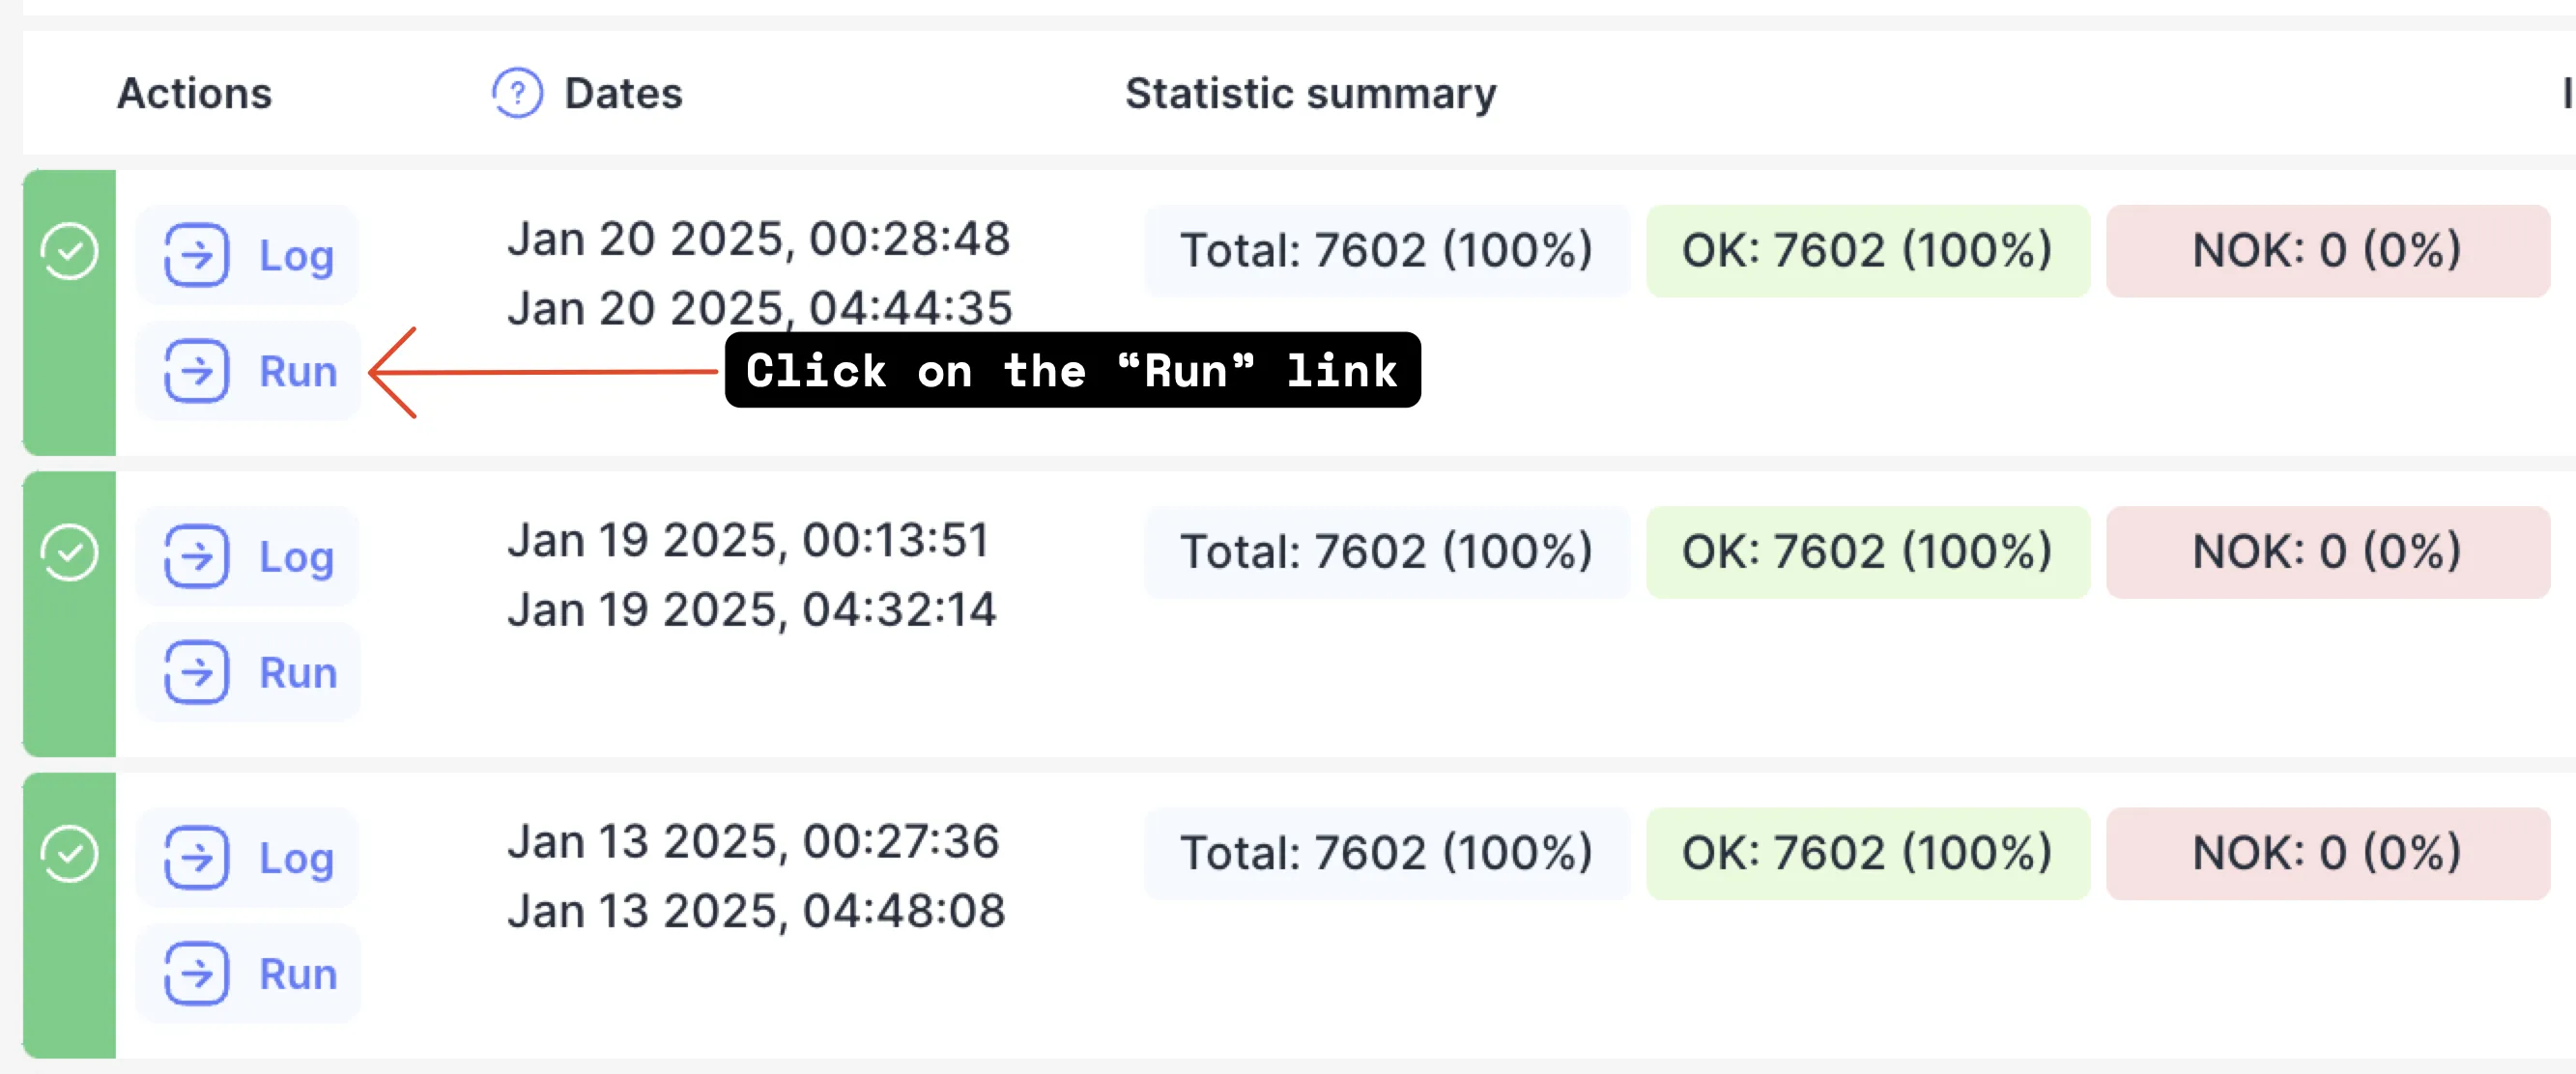 Actions Dates Statistic summary
Log Jan 20 2025, 00:28:48 Total: 7602 (100%) OK: 7602 (100%) NOK: 0 (0%)
Jan 20 2025, 04:44:35
Run Click on the “Run” link
Log Jan 19 2025, 00:13:51 Total: 7602 (100%) OK: 7602 (100%) NOK: 0 (0%)
Jan 19 2025, 04:32:14
Run
Log Jan 13 2025, 00:27:36 Total: 7602 (100%) OK: 7602 (100%) NOK: 0 (0%)
Jan 13 2025, 04:48:08
Run